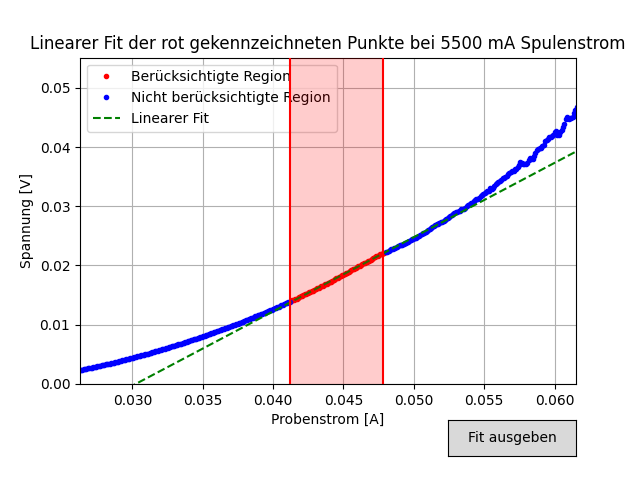 Linearer Fit der rot gekennzeichneten Punkte bei 5500 mA Spulenstrom
Berücksichtigte Region
Nicht berücksichtigte Region
Linearer Fit
Spannung [V]
0.05
0.04
0.03
0.02
0.01
0.00
0.030
0.035
0.040
0.045
0.050
0.055
0.060
Probenstrom [A]
Fit ausgeben